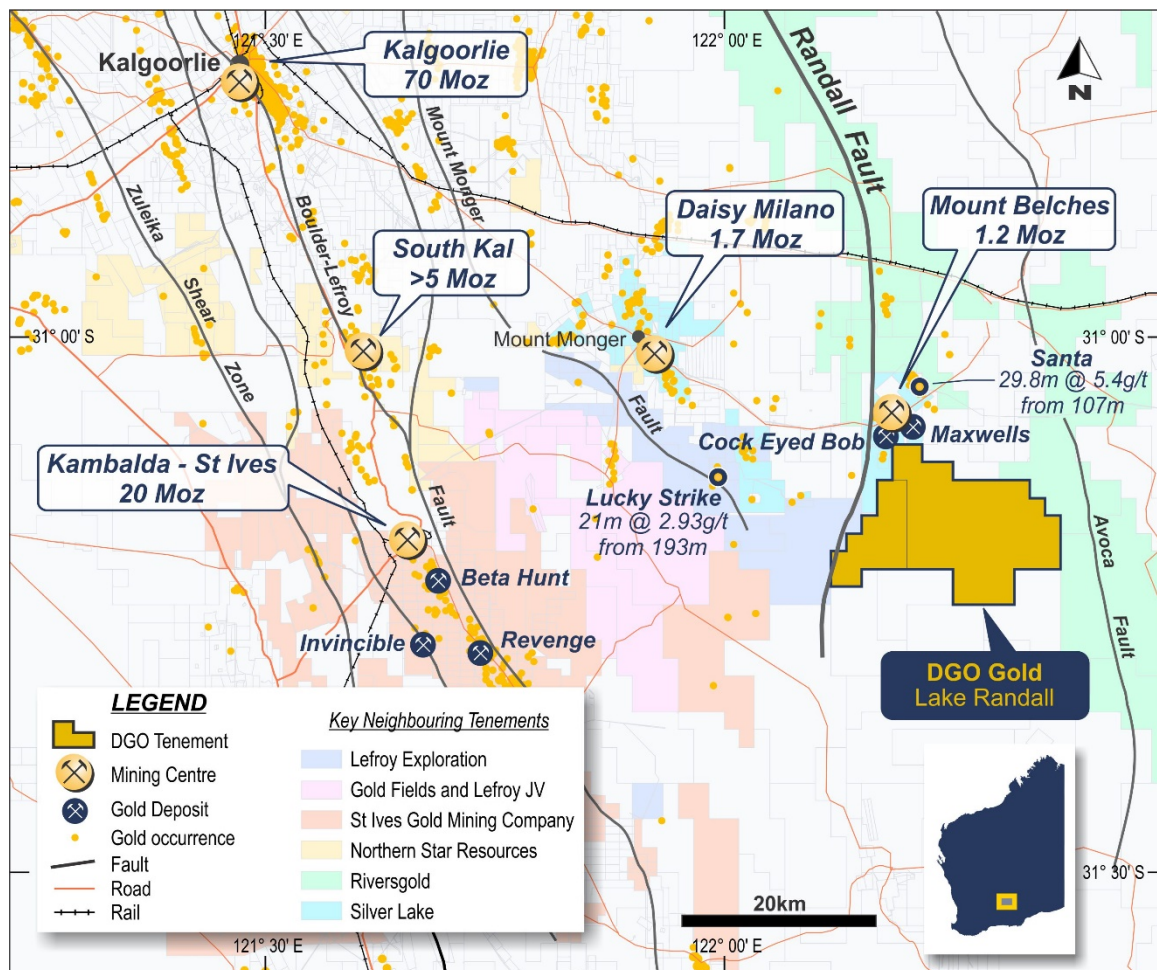 121° 30' E
122° 00' E
Kalgoorlie
Kalgoorlie
70 Moz
N
Randall Fault
Mount Monger
Zuleika
Shear
Zone
Boulder-Lefroy
Fault
South Kal
>5 Moz
Daisy Milano
1.7 Moz
Mount Belches
1.2 Moz
31° 00' S
31° 00' S
Mount Monger
Fault
Santa
29.8m @ 5.4g/t
from 107m
Cock Eyed Bob
Maxwells
Kambalda - St Ives
20 Moz
Lucky Strike
21m @ 2.93g/t
from 193m
Avoca
Fault
Beta Hunt
Invincible
Revenge
DGO Gold
Lake Randall
LEGEND
DGO Tenement
Mining Centre
Gold Deposit
Gold occurrence
Fault
Road
Rail
Key Neighbouring Tenements
Lefroy Exploration
Gold Fields and Lefroy JV
St Ives Gold Mining Company
Northern Star Resources
Riversgold
Silver Lake
20km
31° 30' S
121° 30' E
122° 00' E